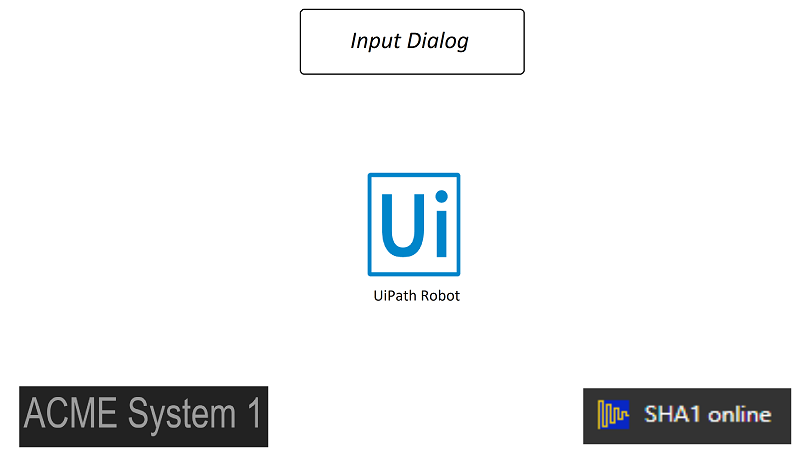 Input Dialog
Ui
UiPath Robot
ACME System 1
SHA1 online